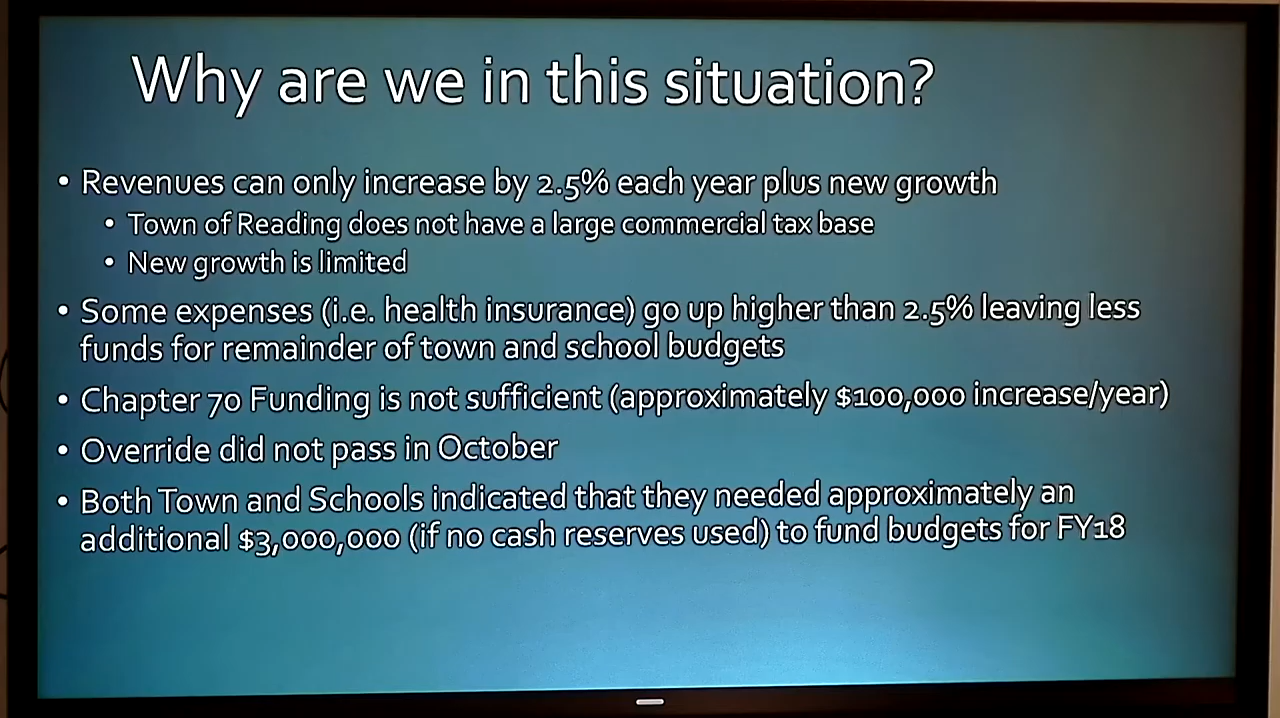 Why are we in this situation?
• Revenues can only increase by 2.5% each year plus new growth
• Town of Reading does not have a large commercial tax base
• New growth is limited
• Some expenses (i.e. health insurance) go up higher than 2.5% leaving less
funds for remainder of town and school budgets
• Chapter 70 Funding is not sufficient (approximately $100,000 increase/year)
• Override did not pass in October
• Both Town and Schools indicated that they needed approximately an
additional $3,000,000 (if no cash reserves used) to fund budgets for FY18